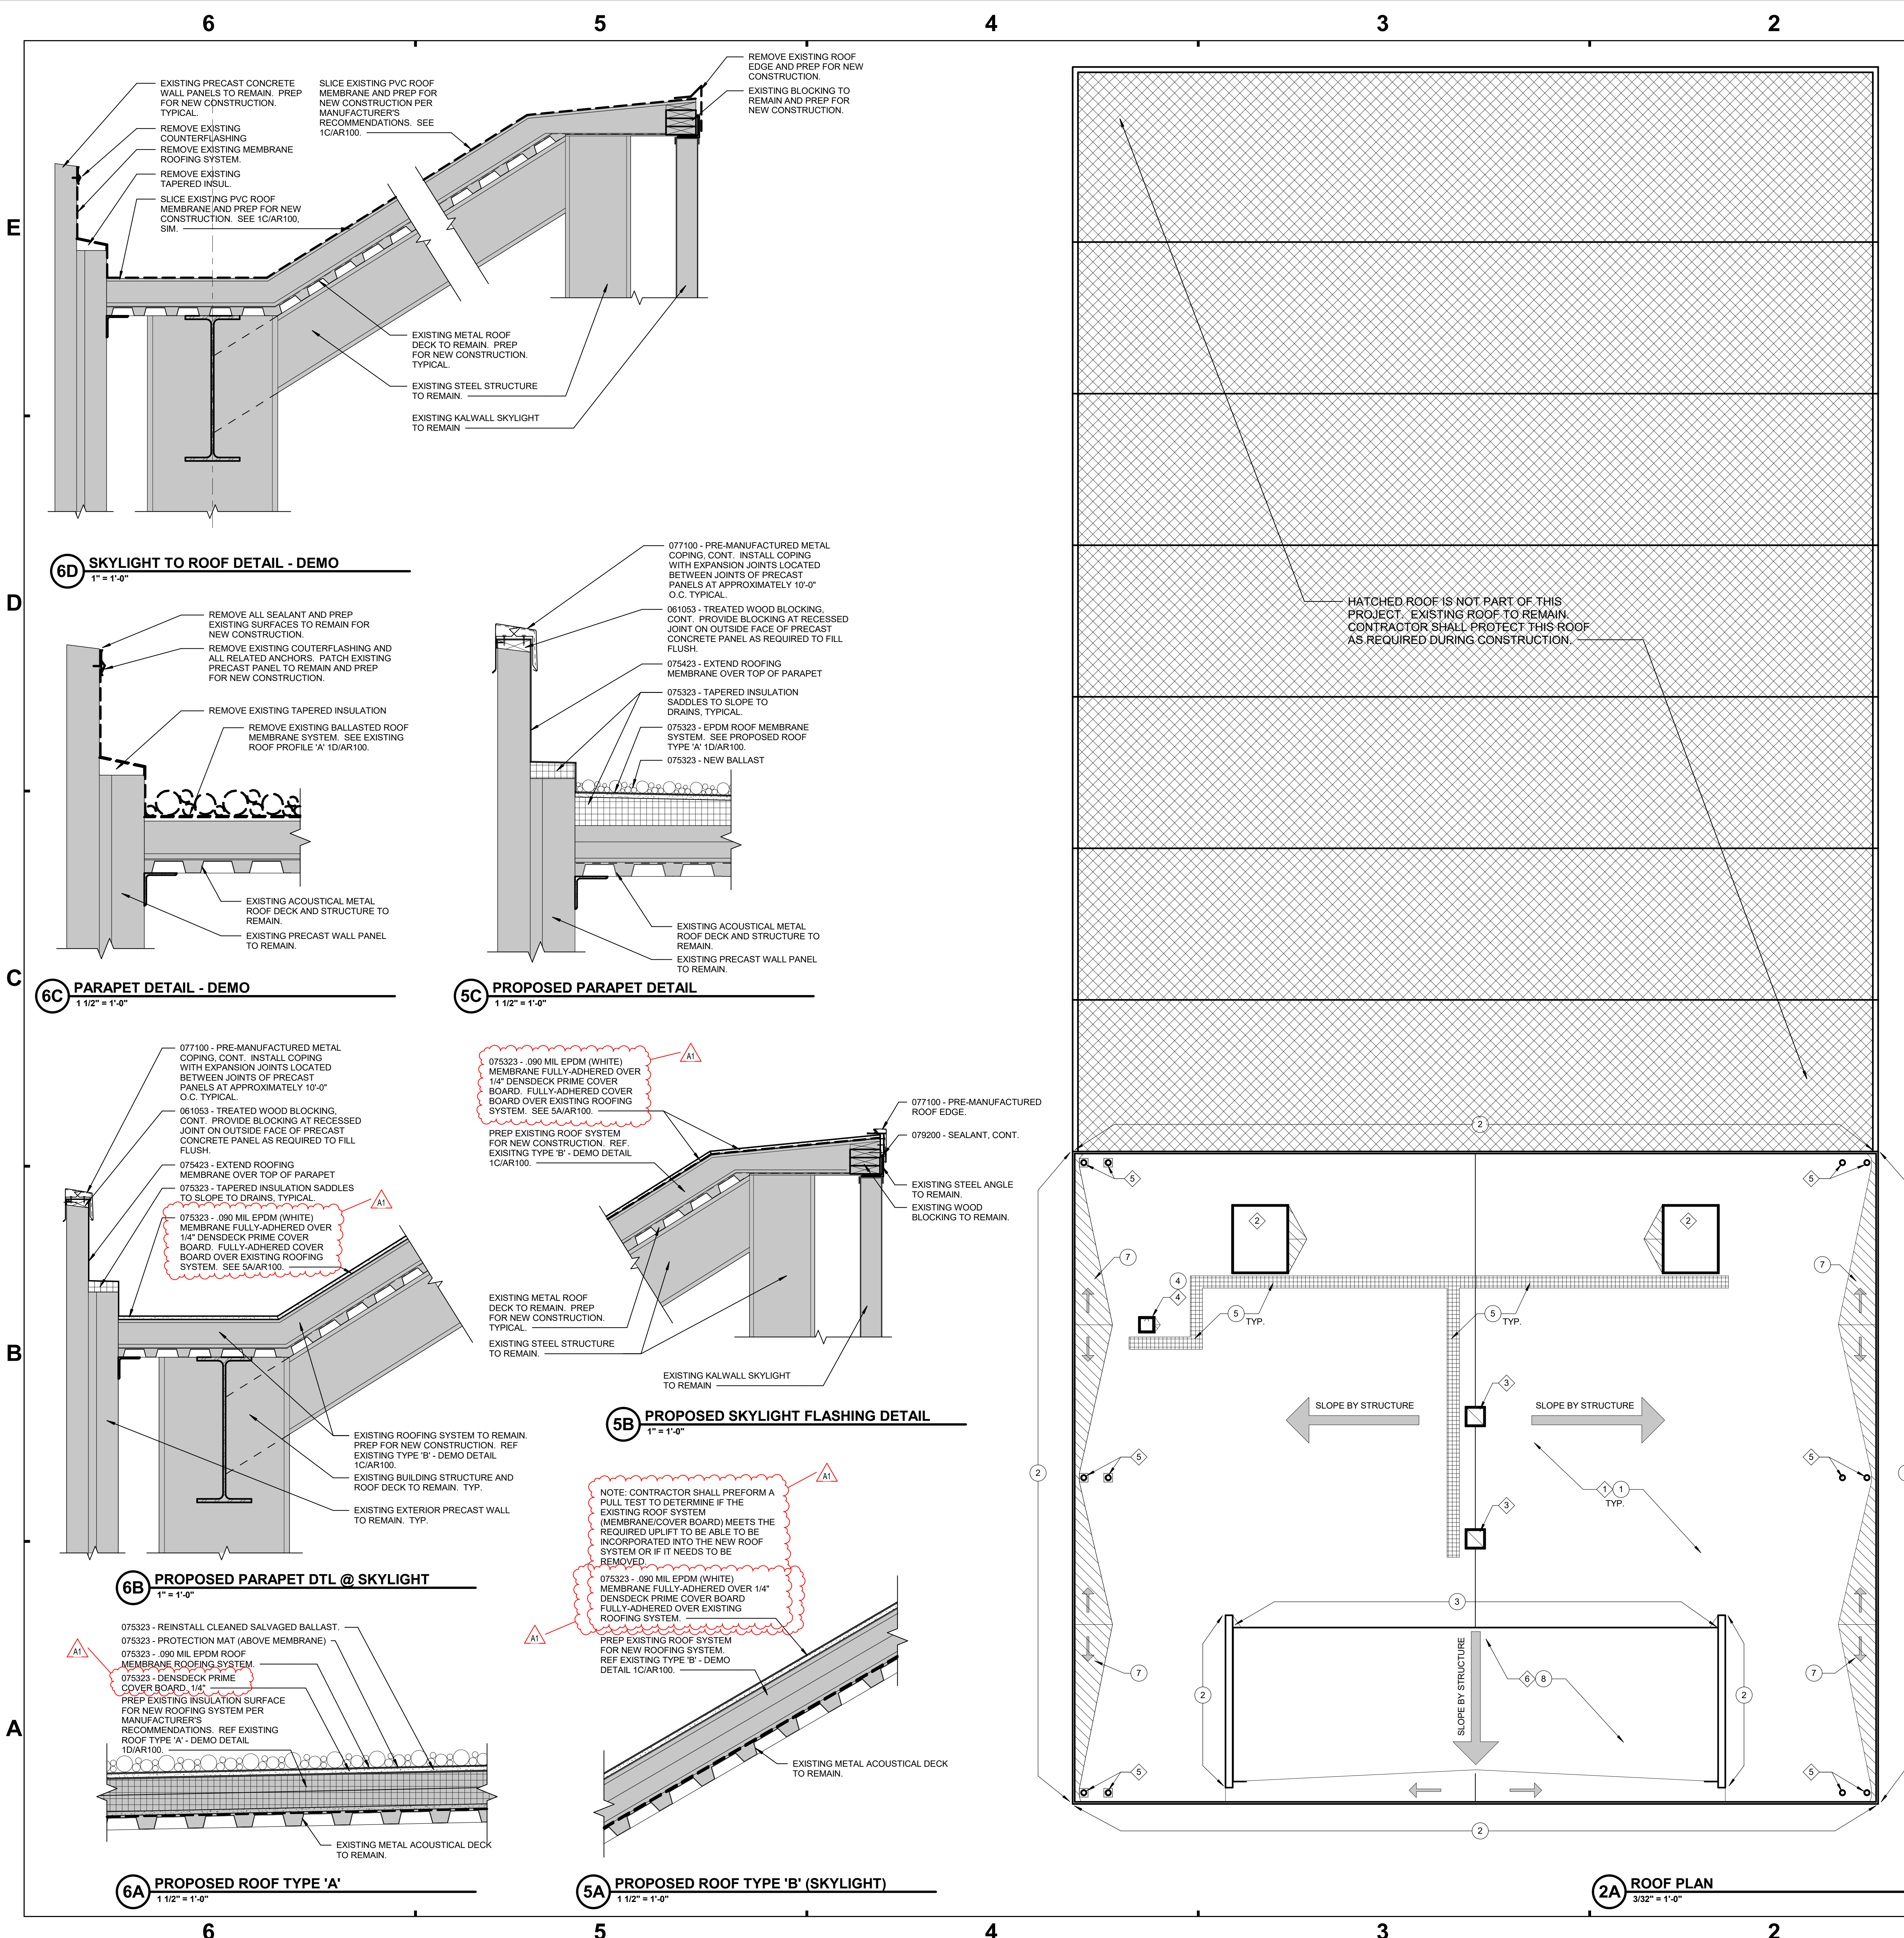 6
5
4
3
2
E
D
C
B
A
EXISTING PRECAST CONCRETE
WALL PANELS TO REMAIN. PREP
FOR NEW CONSTRUCTION.
TYPICAL.
REMOVE EXISTING
COUNTERFLASHING
REMOVE EXISTING MEMBRANE
ROOFING SYSTEM.
REMOVE EXISTING
TAPERED INSUL.
SLICE EXISTING PVC ROOF
MEMBRANE AND PREP FOR NEW
CONSTRUCTION. SEE 1C/AR100,
SIM.
SLICE EXISTING PVC ROOF
MEMBRANE AND PREP FOR
NEW CONSTRUCTION PER
MANUFACTURER'S
RECOMMENDATIONS. SEE
1C/AR100.
REMOVE EXISTING ROOF
EDGE AND PREP FOR NEW
CONSTRUCTION.
EXISTING BLOCKING TO
REMAIN AND PREP FOR
NEW CONSTRUCTION.
EXISTING METAL ROOF
DECK TO REMAIN. PREP
FOR NEW CONSTRUCTION.
TYPICAL.
EXISTING STEEL STRUCTURE
TO REMAIN.
EXISTING KALWALL SKYLIGHT
TO REMAIN
6D
SKYLIGHT TO ROOF DETAIL - DEMO
1" = 1'-0"
REMOVE ALL SEALANT AND PREP
EXISTING SURFACES TO REMAIN FOR
NEW CONSTRUCTION.
REMOVE EXISTING COUTERFLASHING AND
ALL RELATED ANCHORS. PATCH EXISTING
PRECAST PANEL TO REMAIN AND PREP
FOR NEW CONSTRUCTION.
REMOVE EXISTING TAPERED INSULATION
REMOVE EXISTING BALLASTED ROOF
MEMBRANE SYSTEM. SEE EXISTING
ROOF PROFILE 'A' 1D/AR100.
EXISTING ACOUSTICAL METAL
ROOF DECK AND STRUCTURE TO
REMAIN.
EXISTING PRECAST WALL PANEL
TO REMAIN.
6C
PARAPET DETAIL - DEMO
1 1/2" = 1'-0"
077100 - PRE-MANUFACTURED METAL
COPING, CONT. INSTALL COPING
WITH EXPANSION JOINTS LOCATED
BETWEEN JOINTS OF PRECAST
PANELS AT APPROXIMATELY 10'-0"
O.C. TYPICAL.
061053 - TREATED WOOD BLOCKING,
CONT. PROVIDE BLOCKING AT RECESSED
JOINT ON OUTSIDE FACE OF PRECAST
CONCRETE PANEL AS REQUIRED TO FILL
FLUSH.
075423 - EXTEND ROOFING
MEMBRANE OVER TOP OF PARAPET
075323 - TAPERED INSULATION
SADDLES TO SLOPE TO
DRAINS, TYPICAL.
075323 - EPDM ROOF MEMBRANE
SYSTEM. SEE PROPOSED ROOF
TYPE 'A' 1D/AR100.
075323 - NEW BALLAST
EXISTING ACOUSTICAL METAL
ROOF DECK AND STRUCTURE TO
REMAIN.
EXISTING PRECAST WALL PANEL
TO REMAIN.
5C
PROPOSED PARAPET DETAIL
1 1/2" = 1'-0"
077100 - PRE-MANUFACTURED METAL
COPING, CONT. INSTALL COPING
WITH EXPANSION JOINTS LOCATED
BETWEEN JOINTS OF PRECAST
PANELS AT APPROXIMATELY 10'-0"
O.C. TYPICAL.
061053 - TREATED WOOD BLOCKING,
CONT. PROVIDE BLOCKING AT RECESSED
JOINT ON OUTSIDE FACE OF PRECAST
CONCRETE PANEL AS REQUIRED TO FILL
FLUSH.
075423 - EXTEND ROOFING
MEMBRANE OVER TOP OF PARAPET
075323 - TAPERED INSULATION SADDLES
TO SLOPE TO DRAINS, TYPICAL.
A1
075323 - .090 MIL EPDM (WHITE)
MEMBRANE FULLY-ADHERED OVER
1/4" DENSDECK PRIME COVER
BOARD. FULLY-ADHERED COVER
BOARD OVER EXISTING ROOFING
SYSTEM. SEE 5A/AR100.
EXISTING ROOFING SYSTEM TO REMAIN.
PREP FOR NEW CONSTRUCTION. REF
EXISTING TYPE 'B' - DEMO DETAIL
1C/AR100.
EXISTING BUILDING STRUCTURE AND
ROOF DECK TO REMAIN. TYP.
EXISTING EXTERIOR PRECAST WALL
TO REMAIN. TYP.
6B
PROPOSED PARAPET DTL @ SKYLIGHT
1" = 1'-0"
A1
075323 - .090 MIL EPDM (WHITE)
MEMBRANE FULLY-ADHERED OVER
1/4" DENSDECK PRIME COVER
BOARD. FULLY-ADHERED COVER
BOARD OVER EXISTING ROOFING
SYSTEM. SEE 5A/AR100.
PREP EXISTING ROOF SYSTEM
FOR NEW CONSTRUCTION. REF.
EXISITNG TYPE 'B' - DEMO DETAIL
1C/AR100.
077100 - PRE-MANUFACTURED
ROOF EDGE.
079200 - SEALANT, CONT.
EXISTING STEEL ANGLE
TO REMAIN.
EXISTING WOOD
BLOCKING TO REMAIN.
EXISTING METAL ROOF
DECK TO REMAIN. PREP
FOR NEW CONSTRUCTION.
TYPICAL.
EXISTING STEEL STRUCTURE
TO REMAIN.
EXISTING KALWALL SKYLIGHT
TO REMAIN
5B
PROPOSED SKYLIGHT FLASHING DETAIL
1" = 1'-0"
A1
075323 - REINSTALL CLEANED SALVAGED BALLAST.
075323 - PROTECTION MAT (ABOVE MEMBRANE)
075323 - .090 MIL EPDM ROOF
MEMBRANE ROOFING SYSTEM.
075323 - DENSDECK PRIME
COVER BOARD, 1/4"
PREP EXISTING INSULATION SURFACE
FOR NEW ROOFING SYSTEM PER
MANUFACTURER'S
RECOMMENDATIONS. REF EXISTING
ROOF TYPE 'A' - DEMO DETAIL
1D/AR100.
EXISTING METAL ACOUSTICAL DECK
TO REMAIN.
6A
PROPOSED ROOF TYPE 'A'
1 1/2" = 1'-0"
A1
NOTE: CONTRACTOR SHALL PREFORM A
PULL TEST TO DETERMINE IF THE
EXISTING ROOF SYSTEM
(MEMBRANE/COVER BOARD) MEETS THE
REQUIRED UPLIFT TO BE ABLE TO BE
INCORPORATED INTO THE NEW ROOF
SYSTEM OR IF IT NEEDS TO BE
REMOVED.
A1
075323 - .090 MIL EPDM (WHITE)
MEMBRANE FULLY-ADHERED OVER 1/4"
DENSDECK PRIME COVER BOARD
FULLY-ADHERED OVER EXISTING
ROOFING SYSTEM.
PREP EXISTING ROOF SYSTEM
FOR NEW ROOFING SYSTEM.
REF EXISTING TYPE 'B' - DEMO
DETAIL 1C/AR100.
EXISTING METAL ACOUSTICAL DECK
TO REMAIN.
5A
PROPOSED ROOF TYPE 'B' (SKYLIGHT)
1 1/2" = 1'-0"
HATCHED ROOF IS NOT PART OF THIS
PROJECT. EXISTING ROOF TO REMAIN.
CONTRACTOR SHALL PROTECT THIS ROOF
AS REQUIRED DURING CONSTRUCTION.
2
5
5
2
2
7
7
4
4
5
TYP.
5
TYP.
3
SLOPE BY STRUCTURE
SLOPE BY STRUCTURE
5
5
2
1
1
TYP.
3
3
SLOPE BY STRUCTURE
7
7
6
8
2
2
5
5
2
2A
ROOF PLAN
3/32" = 1'-0"
6
5
4
3
2